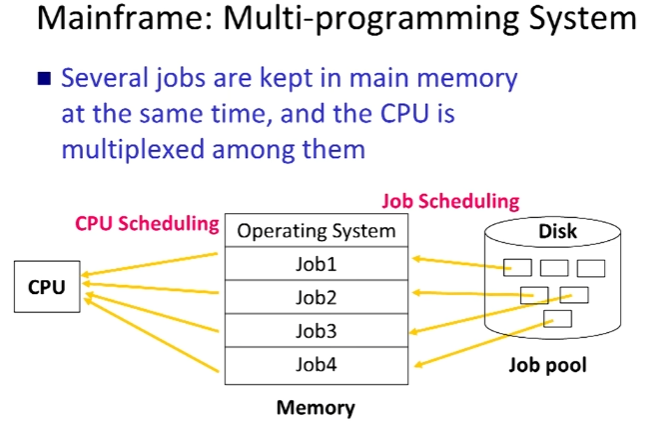 Mainframe: Multi-programming System
Several jobs are kept in main memory
at the same time, and the CPU is
multiplexed among them
Job Scheduling
CPU Scheduling
Operating System
Disk
Job1
CPU
Job2
Job3
Job4
Job pool
Memory